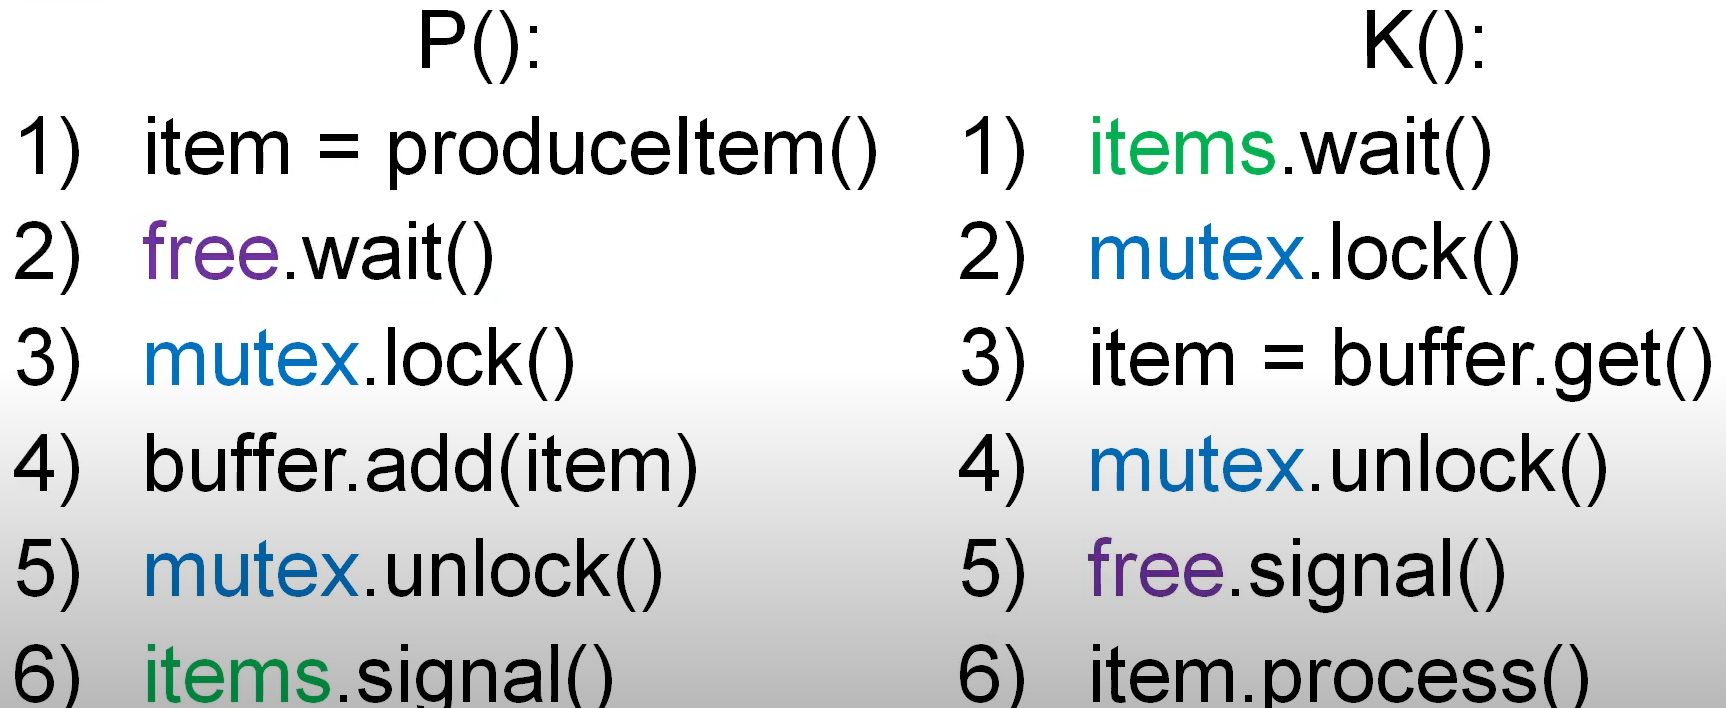 P():
1) item = produceItem()
2) free.wait()
3) mutex.lock()
4) buffer.add(item)
5) mutex.unlock()
6) items.signal()
K():
1) items.wait()
2) mutex.lock()
3) item = buffer.get()
4) mutex.unlock()
5) free.signal()
6) item.process()